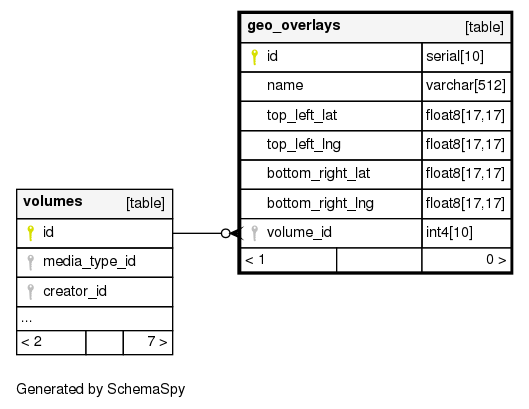 geo_overlays [table]
id serial[10]
name varchar[512]
top_left_lat float8[17,17]
top_left_lng float8[17,17]
bottom_right_lat float8[17,17]
bottom_right_lng float8[17,17]
volume_id int4[10]
< 1 0 >
volumes [table]
id
media_type_id
creator_id
...
< 2 7 >
Generated by SchemaSpy